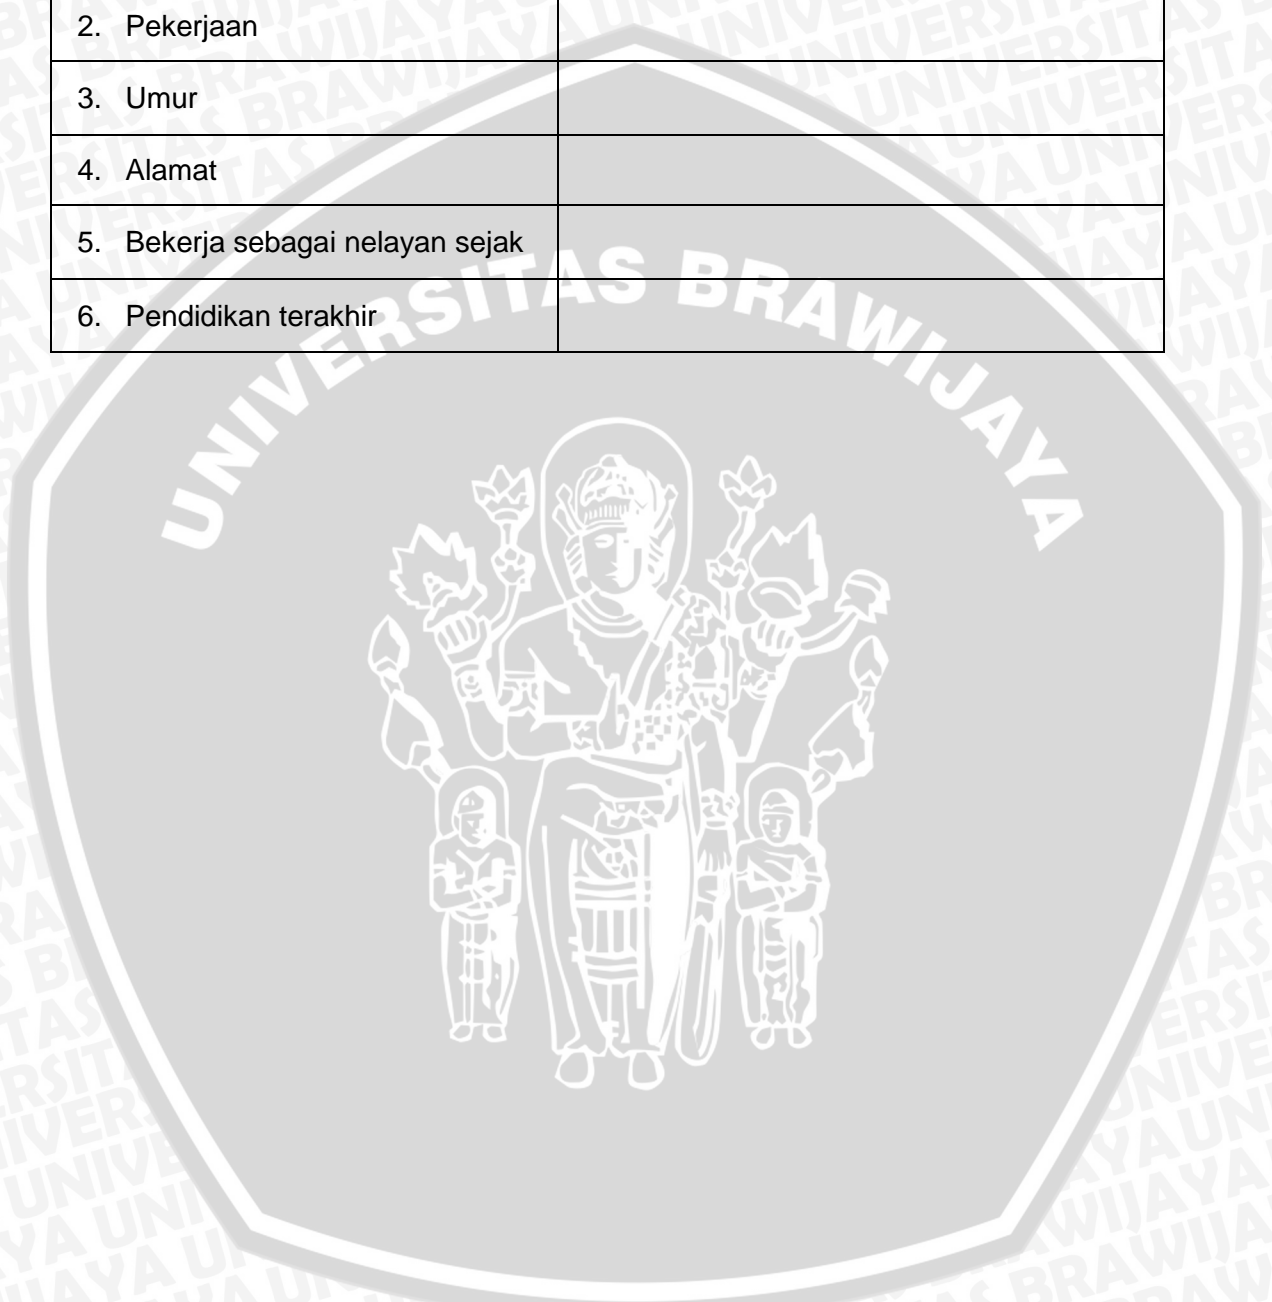 2. Pekerjaan
3. Umur
4. Alamat
5. Bekerja sebagai nelayan sejak
6. Pendidikan terakhir
UNIVERSITAS BRAWIJAYA